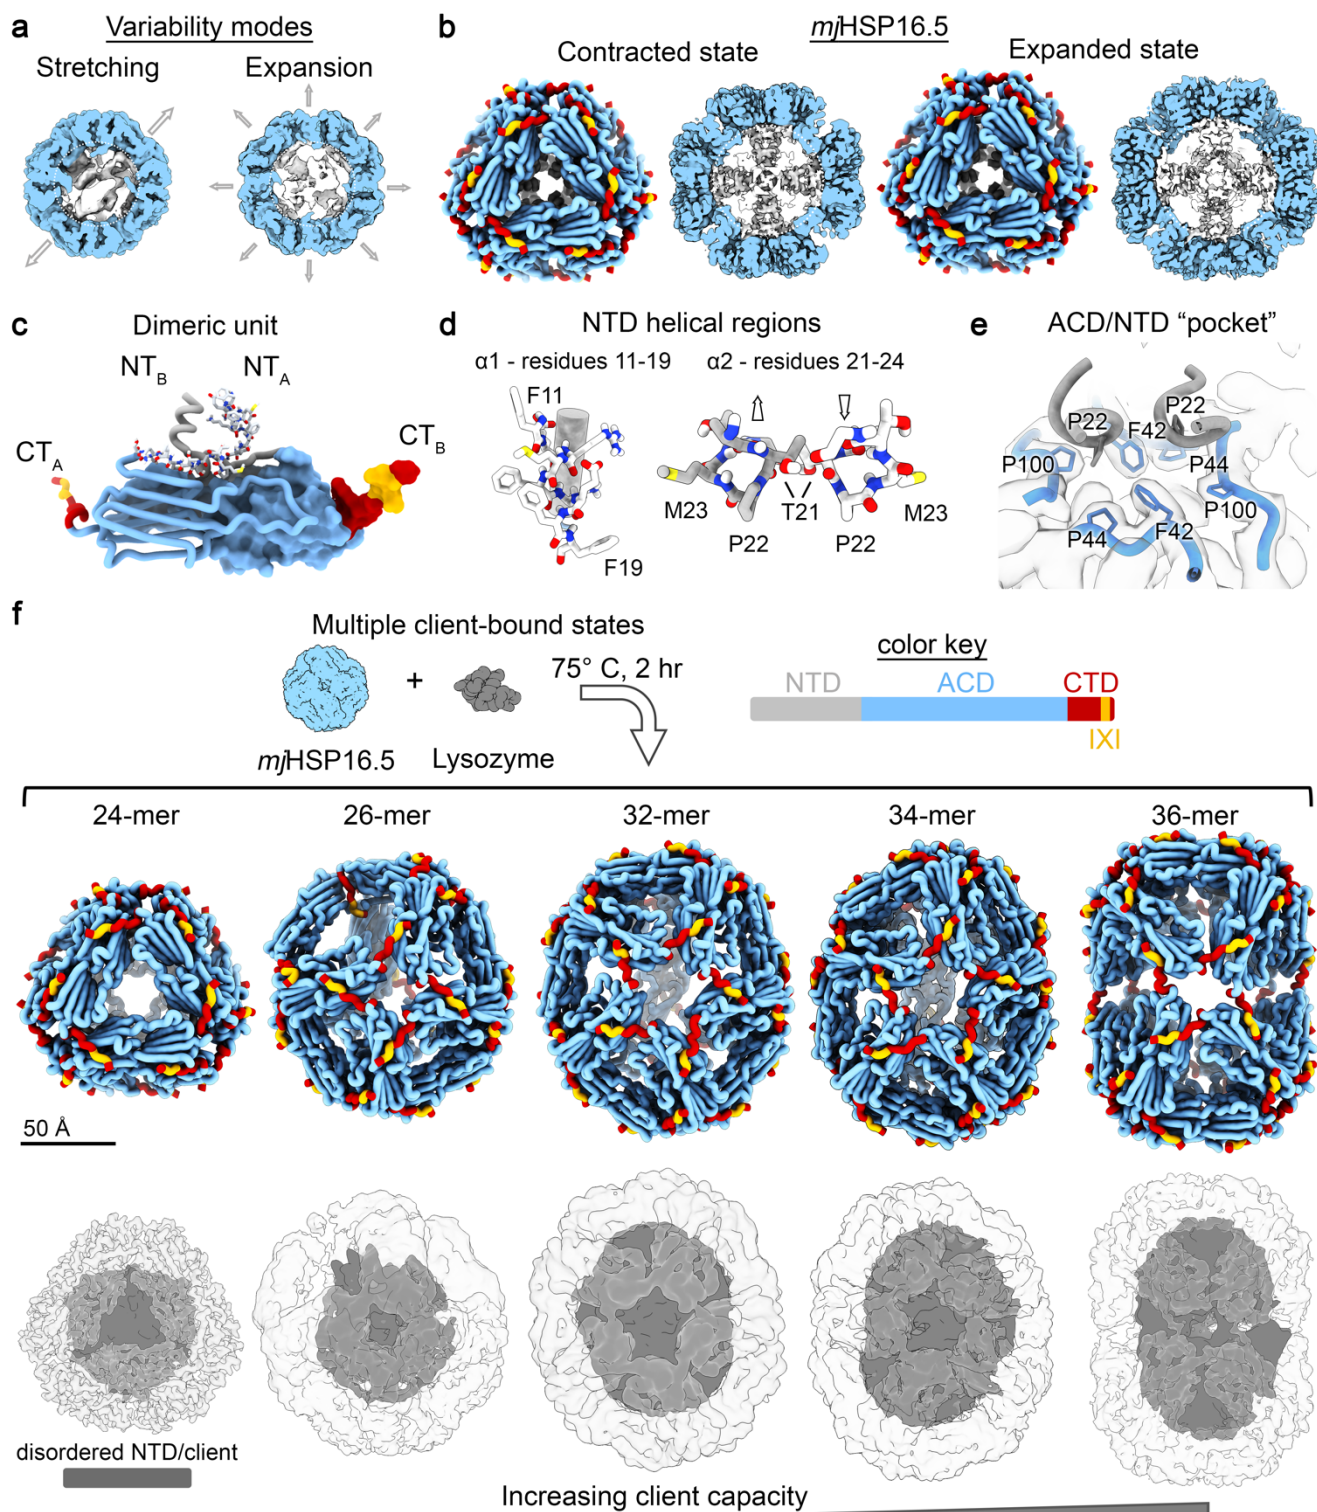 a
Variability modes
Stretching
Expansion
b
mjHSP16.5
Contracted state
Expanded state
c
Dimeric unit
NTB
NTA
CTA
CTB
d
NTD helical regions
α1 - residues 11-19
α2 - residues 21-24
F11
F19
M23
T21
M23
P22
P22
e
ACD/NTD “pocket”
P22
P22
F42
P100
P44
P100
P44
F42
f
Multiple client-bound states
+
75° C, 2 hr
mjHSP16.5
Lysozyme
color key
NTD
ACD
CTD
IXI
24-mer
26-mer
32-mer
34-mer
36-mer
50 Å
disordered NTD/client
Increasing client capacity